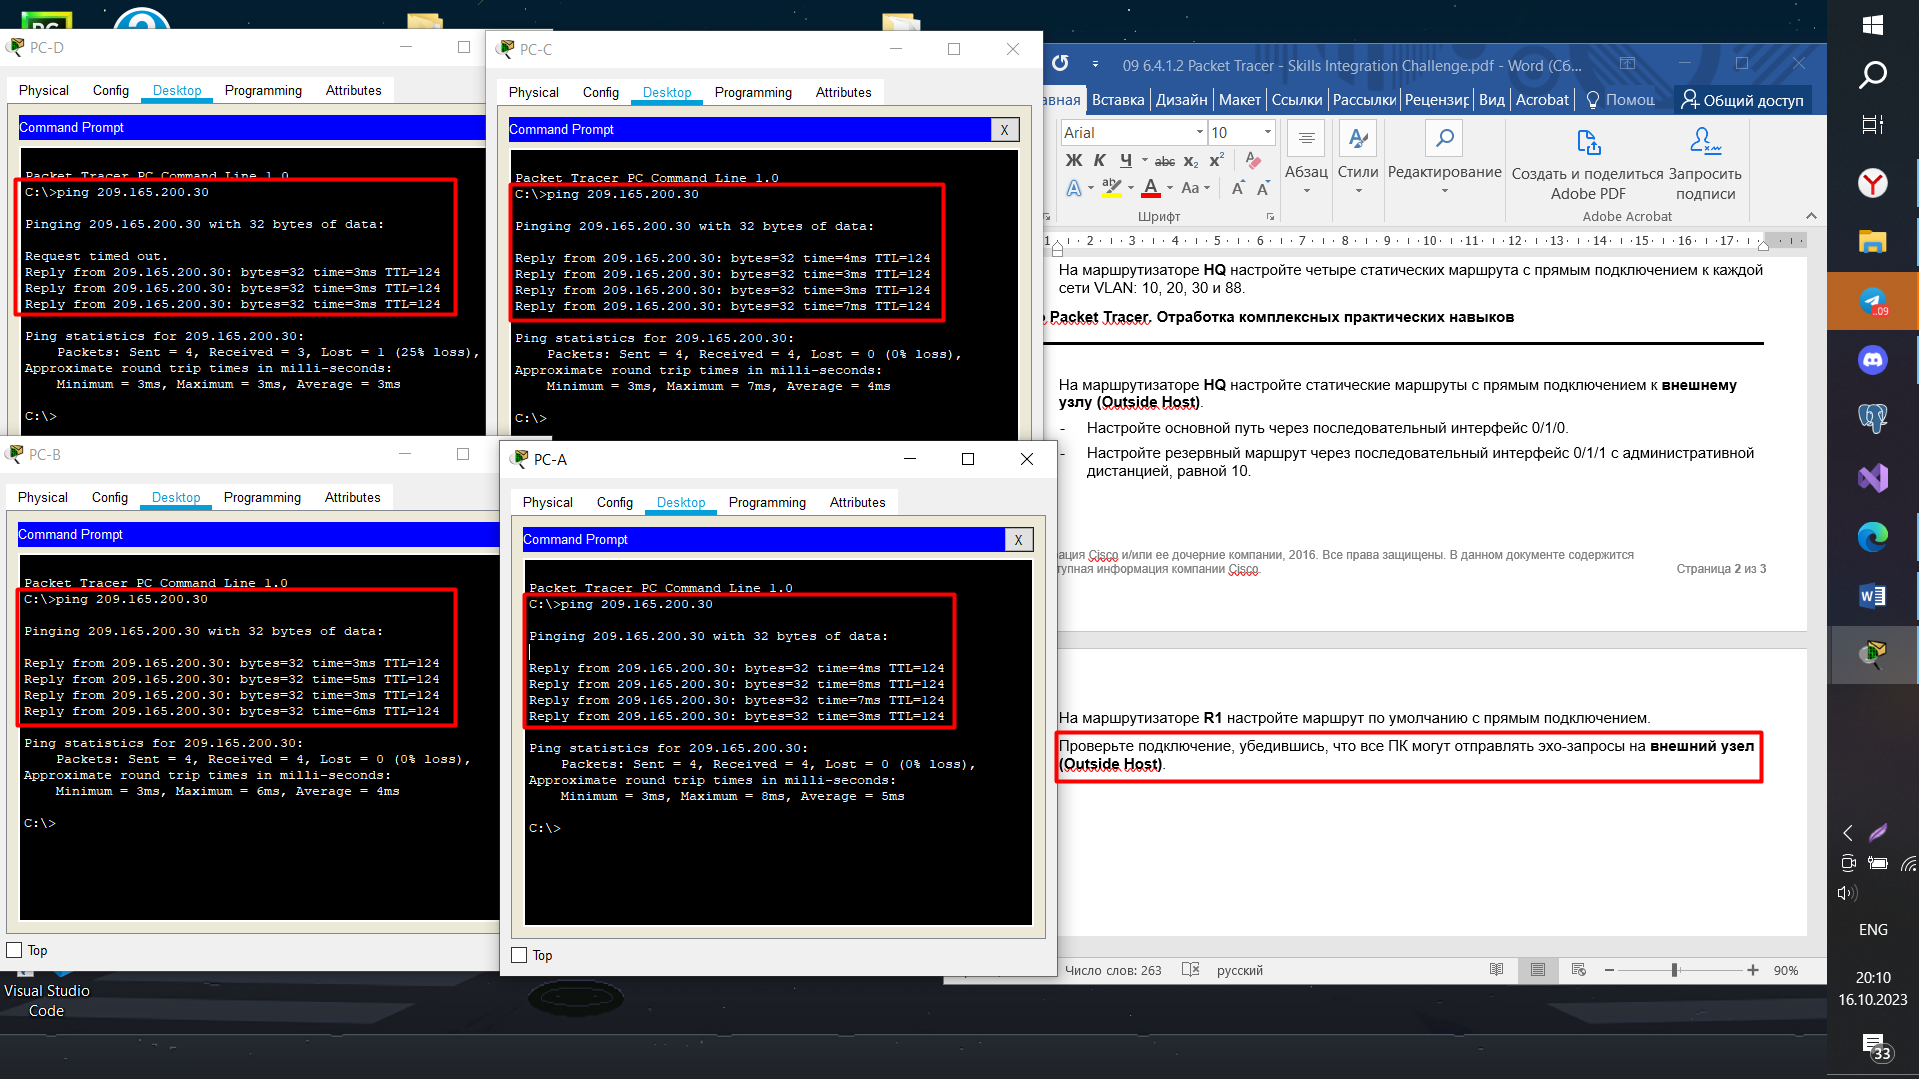 PC-D
Physical Config Desktop Programming Attributes
Command Prompt
Packet Tracer PC Command Line 1.0
C:\>ping 209.165.200.30
Pinging 209.165.200.30 with 32 bytes of data:
Request timed out.
Reply from 209.165.200.30: bytes=32 time=3ms TTL=124
Reply from 209.165.200.30: bytes=32 time=3ms TTL=124
Reply from 209.165.200.30: bytes=32 time=3ms TTL=124
Ping statistics for 209.165.200.30:
Packets: Sent = 4, Received = 3, Lost = 1 (25% loss),
Approximate round trip times in milli-seconds:
Minimum = 3ms, Maximum = 3ms, Average = 3ms
C:\>
PC-C
Physical Config Desktop Programming Attributes
Command Prompt X
Packet Tracer PC Command Line 1.0
C:\>ping 209.165.200.30
Pinging 209.165.200.30 with 32 bytes of data:
Reply from 209.165.200.30: bytes=32 time=4ms TTL=124
Reply from 209.165.200.30: bytes=32 time=3ms TTL=124
Reply from 209.165.200.30: bytes=32 time=3ms TTL=124
Reply from 209.165.200.30: bytes=32 time=7ms TTL=124
Ping statistics for 209.165.200.30:
Packets: Sent = 4, Received = 4, Lost = 0 (0% loss),
Approximate round trip times in milli-seconds:
Minimum = 3ms, Maximum = 7ms, Average = 4ms
C:\>
PC-B
Physical Config Desktop Programming Attributes
Command Prompt
Packet Tracer PC Command Line 1.0
C:\>ping 209.165.200.30
Pinging 209.165.200.30 with 32 bytes of data:
Reply from 209.165.200.30: bytes=32 time=3ms TTL=124
Reply from 209.165.200.30: bytes=32 time=5ms TTL=124
Reply from 209.165.200.30: bytes=32 time=3ms TTL=124
Reply from 209.165.200.30: bytes=32 time=6ms TTL=124
Ping statistics for 209.165.200.30:
Packets: Sent = 4, Received = 4, Lost = 0 (0% loss),
Approximate round trip times in milli-seconds:
Minimum = 3ms, Maximum = 6ms, Average = 4ms
C:\>
Top
PC-A
Physical Config Desktop Programming Attributes
Command Prompt X
Packet Tracer PC Command Line 1.0
C:\>ping 209.165.200.30
Pinging 209.165.200.30 with 32 bytes of data:
Reply from 209.165.200.30: bytes=32 time=4ms TTL=124
Reply from 209.165.200.30: bytes=32 time=8ms TTL=124
Reply from 209.165.200.30: bytes=32 time=7ms TTL=124
Reply from 209.165.200.30: bytes=32 time=3ms TTL=124
Ping statistics for 209.165.200.30:
Packets: Sent = 4, Received = 4, Lost = 0 (0% loss),
Approximate round trip times in milli-seconds:
Minimum = 3ms, Maximum = 8ms, Average = 5ms
C:\>
Top
09 6.4.1.2 Packet Tracer - Skills Integration Challenge.pdf - Word (Сб...
авная Вставка Дизайн Макет Ссылки Рассылки Рецензир Вид Acrobat Помощ Общий доступ
Arial 10
Ж К Ч abc x₂ x²
A ab A Aa A A
Абзац Стили Редактирование
Создать и поделиться Adobe PDF
Запросить подписи
Шрифт Adobe Acrobat
1 1 2 3 4 5 6 7 8 9 10 11 12 13 14 15 16 17
На маршрутизаторе HQ настройте четыре статических маршрута с прямым подключением к каждой
сети VLAN: 10, 20, 30 и 88.
Packet Tracer. Отработка комплексных практических навыков
На маршрутизаторе HQ настройте статические маршруты с прямым подключением к внешнему
узлу (Outside Host).
- Настройте основной путь через последовательный интерфейс 0/1/0.
- Настройте резервный маршрут через последовательный интерфейс 0/1/1 с административной
дистанцией, равной 10.
ация Cisco и/или ее дочерние компании, 2016. Все права защищены. В данном документе содержится
тупная информация компании Cisco.
Страница 2 из 3
На маршрутизаторе R1 настройте маршрут по умолчанию с прямым подключением.
Проверьте подключение, убедившись, что все ПК могут отправлять эхо-запросы на внешний узел
(Outside Host).
Число слов: 263 русский 90%
Visual Studio
Code
..09
ENG
20:10
16.10.2023
33